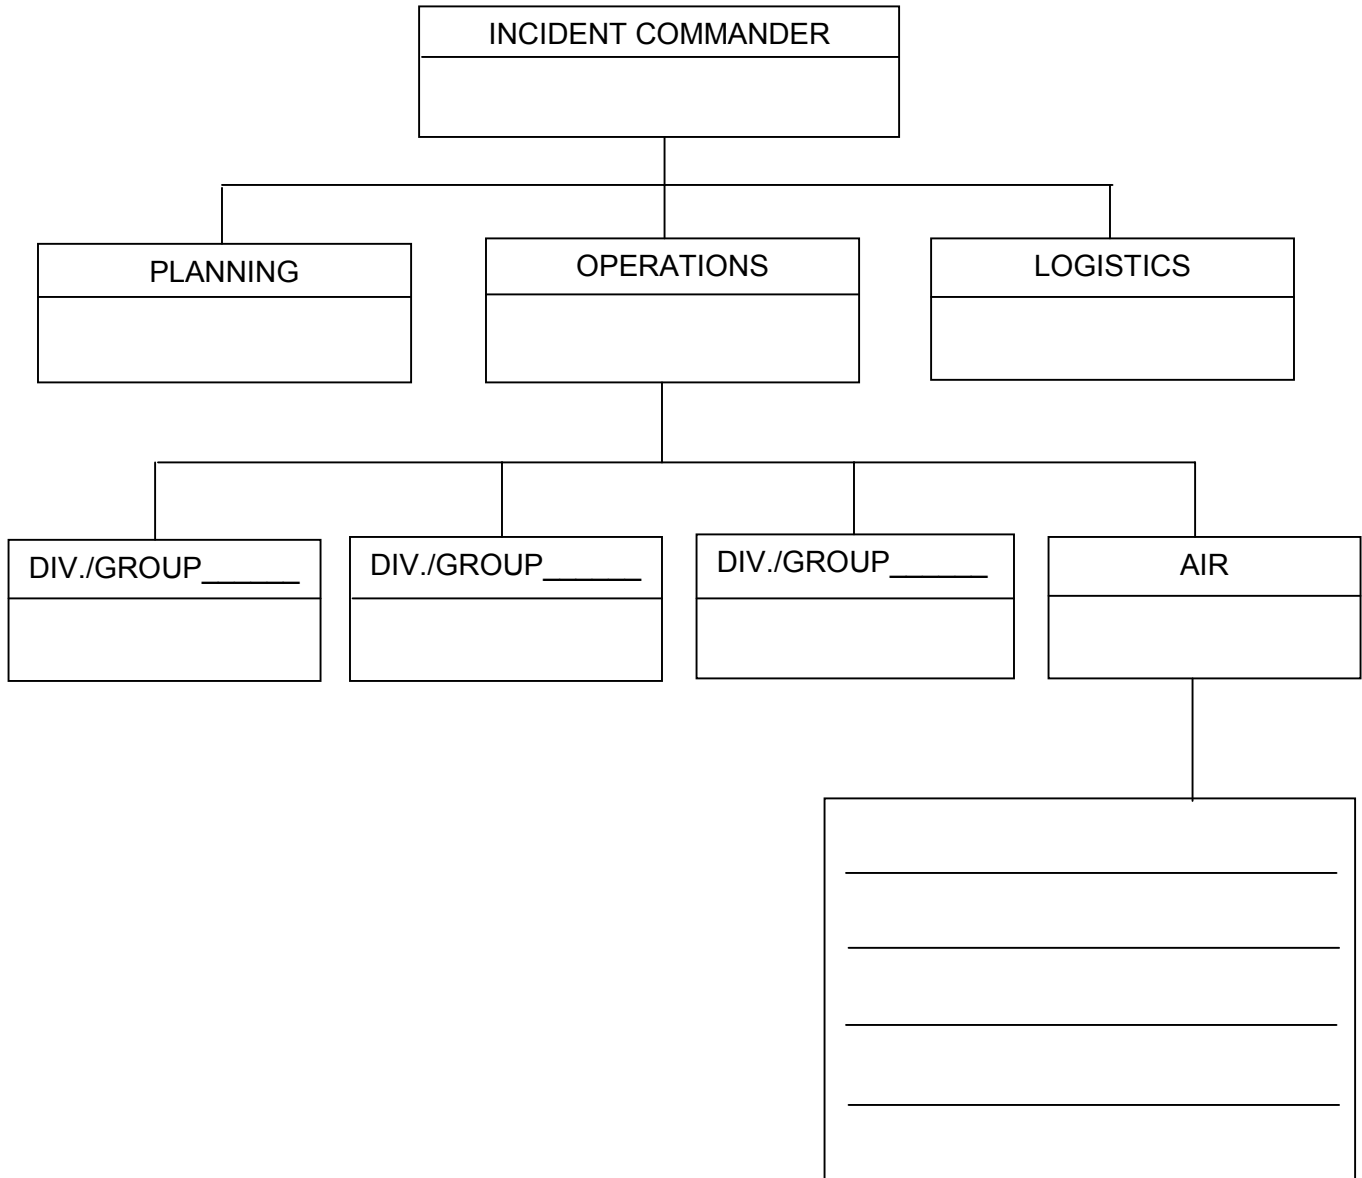 INCIDENT COMMANDER
PLANNING
OPERATIONS
LOGISTICS
DIV./GROUP______
DIV./GROUP______
DIV./GROUP______
AIR